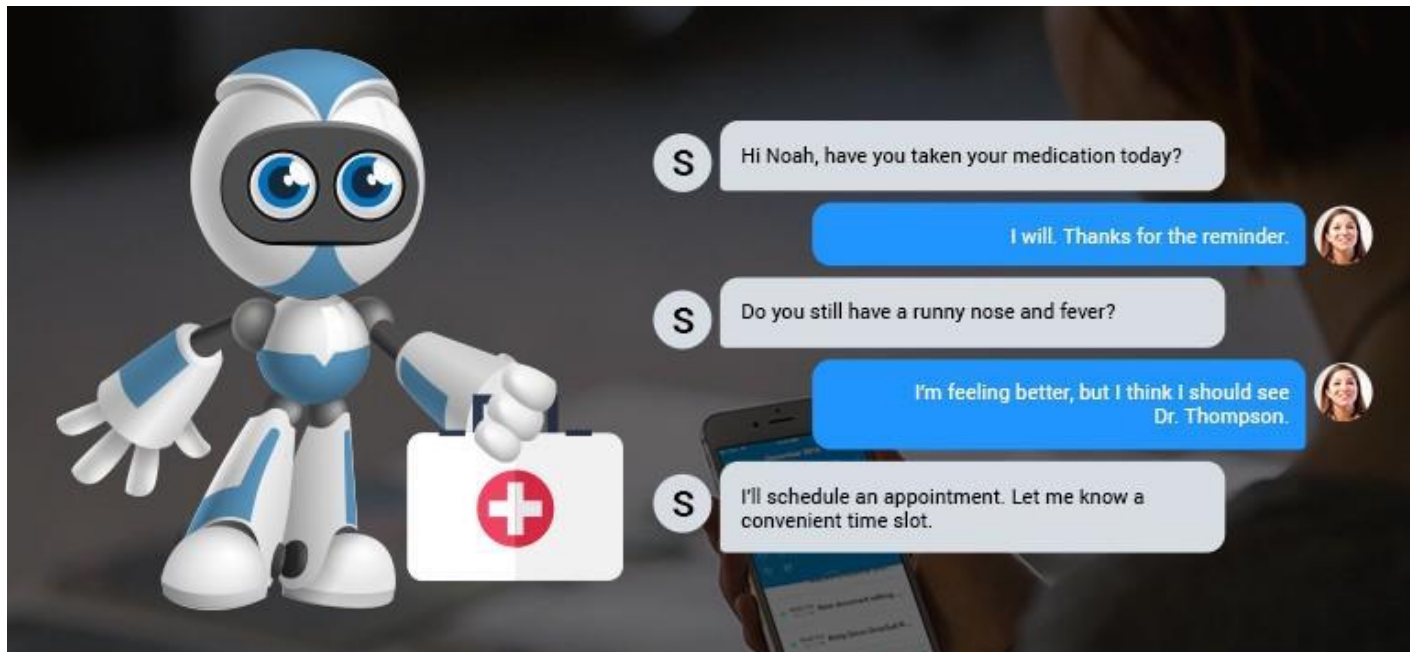 S
Hi Noah, have you taken your medication today?
I will. Thanks for the reminder.
S
Do you still have a runny nose and fever?
I'm feeling better, but I think I should see
Dr. Thompson.
S
I'll schedule an appointment. Let me know a
convenient time slot.